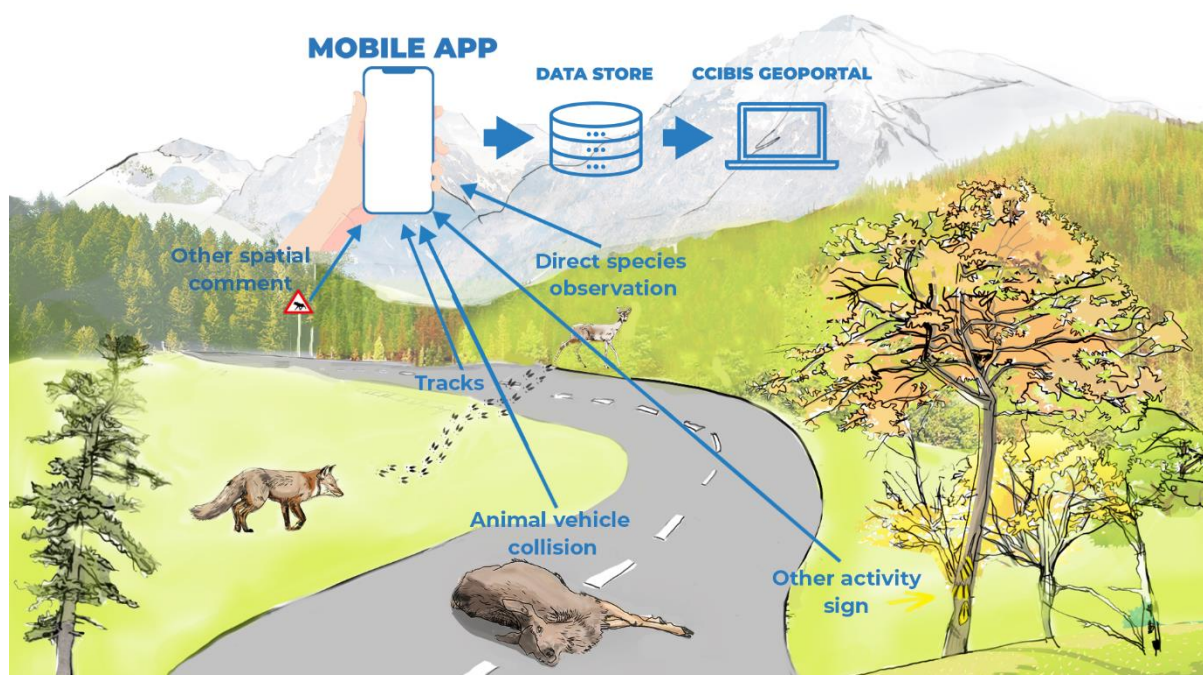 MOBILE APP
DATA STORE
CCIBIS GEOPORTAL
Other spatial
comment
Direct species
observation
Tracks
Animal vehicle
collision
Other activity
sign